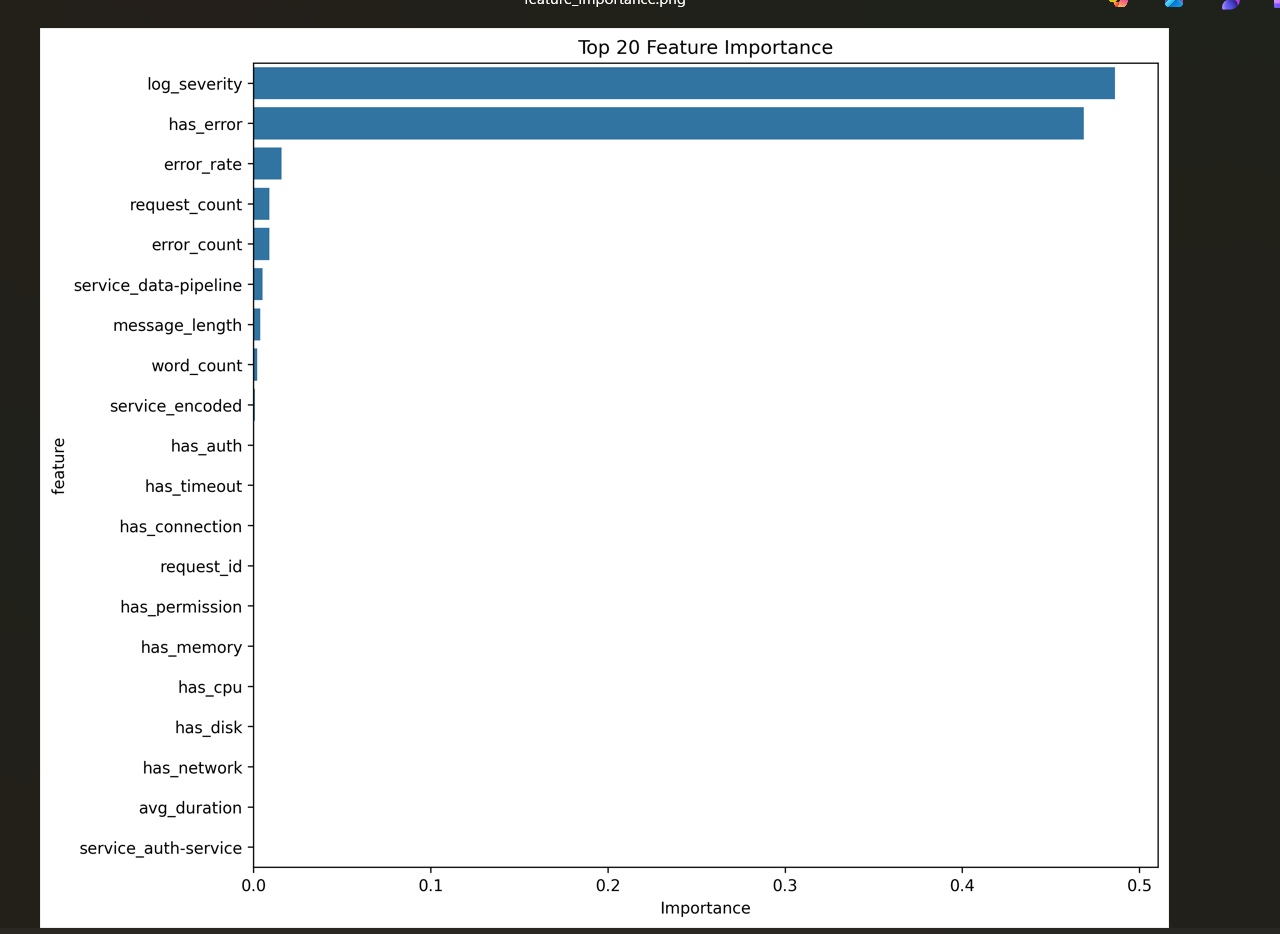 feature_importance.png
Top 20 Feature Importance
log_severity
has_error
error_rate
request_count
error_count
service_data-pipeline
message_length
word_count
service_encoded
has_auth
has_timeout
has_connection
request_id
has_permission
has_memory
has_cpu
has_disk
has_network
avg_duration
service_auth-service
feature
0.0 0.1 0.2 0.3 0.4 0.5
Importance